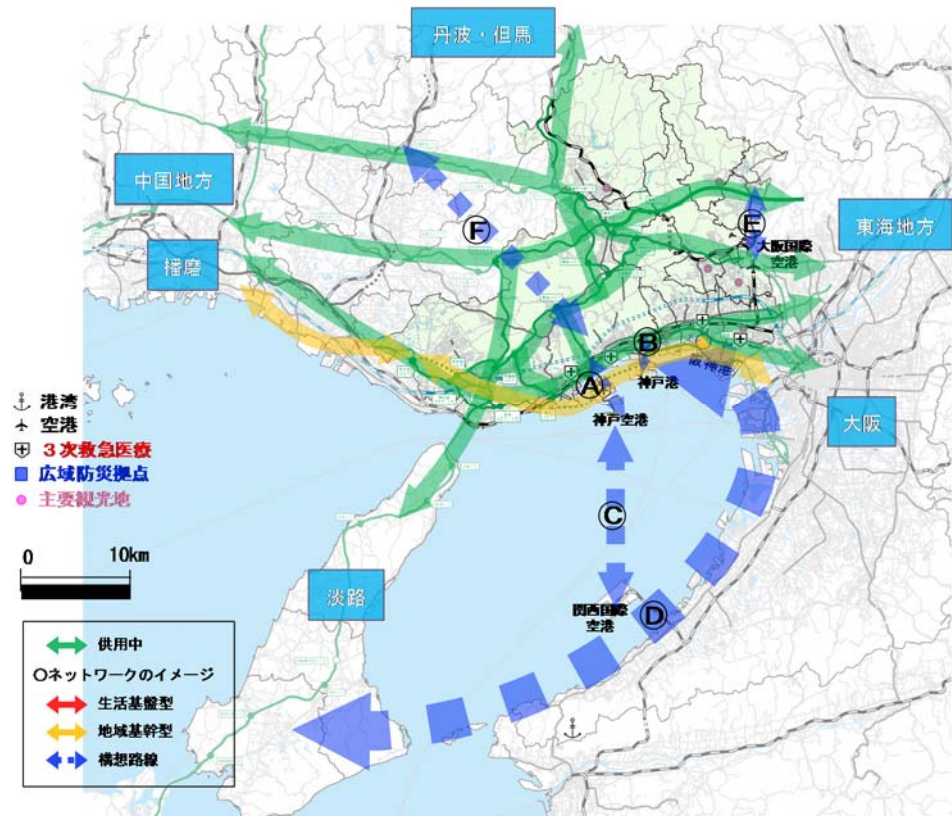 丹波・但馬
中国地方
播磨
東海地方
大阪国際
空港
神戸港
阪神港
神戸空港
大阪
関西国際
空港
淡路
A
B
C
D
E
F
港湾
空港
3次救急医療
広域防災拠点
主要観光地
0 10km
供用中
○ネットワークのイメージ
生活基盤型
地域基幹型
構想路線